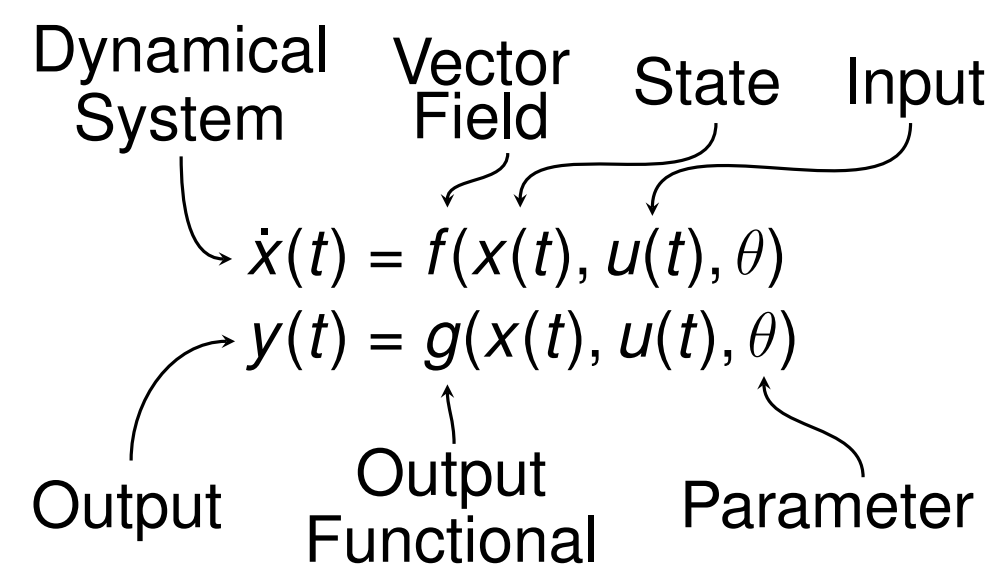 Dynamical
System
Vector
Field
State
Input
ẋ(t) = f(x(t), u(t), θ)
y(t) = g(x(t), u(t), θ)
Output
Output
Functional
Parameter